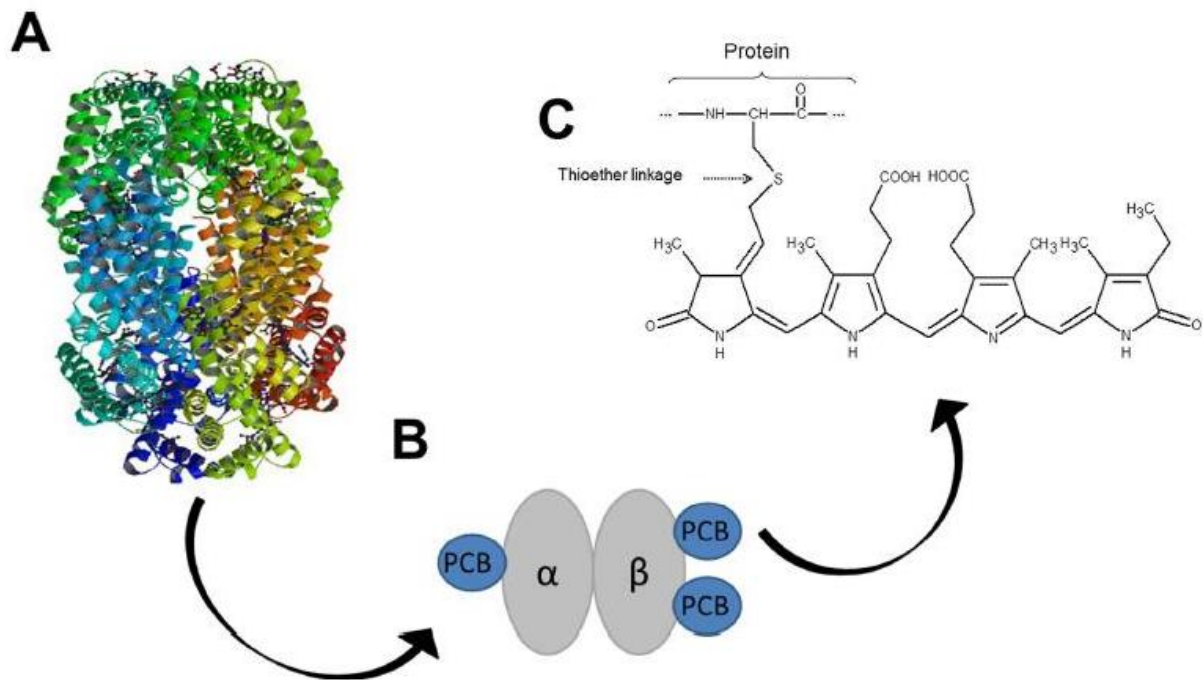 A
Protein
C
O
... NH CH C ...
Thioether linkage
S
COOH HOOC
H₃C
H₃C
H₃C
CH₃
H₃C
O
N
H
N
H
N
N
H
O
B
PCB
α
β
PCB
PCB